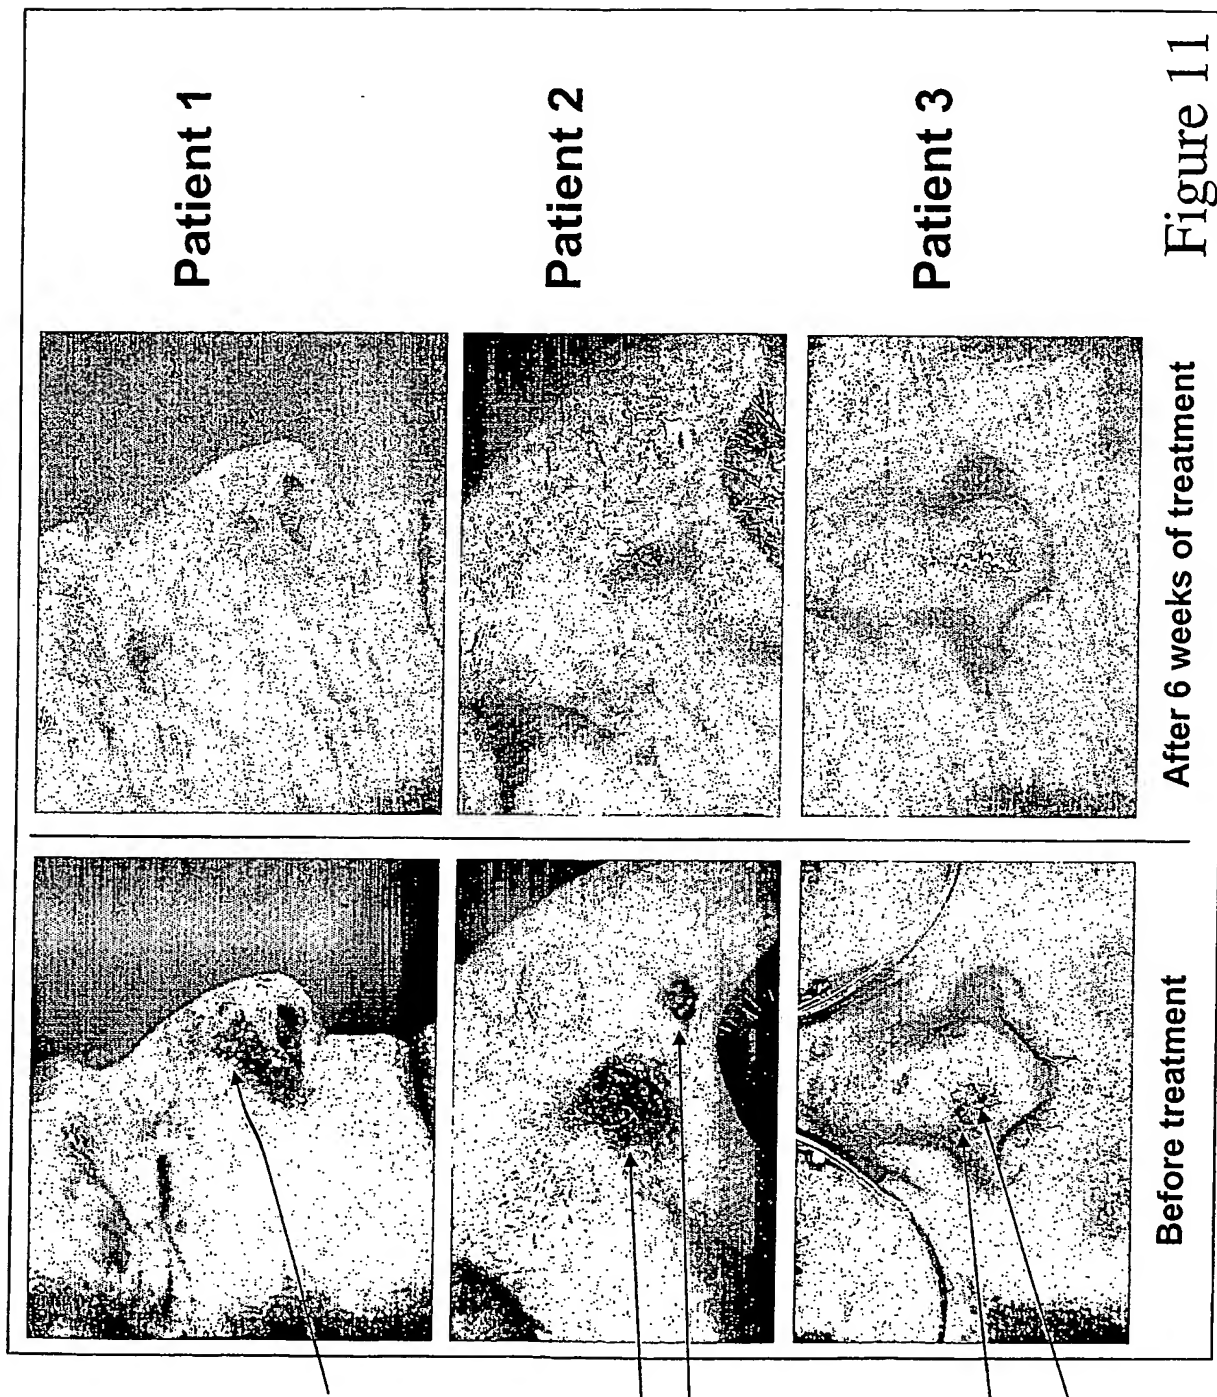 Patient 1
Patient 2
Patient 3
Before treatment
After 6 weeks of treatment
Figure 11